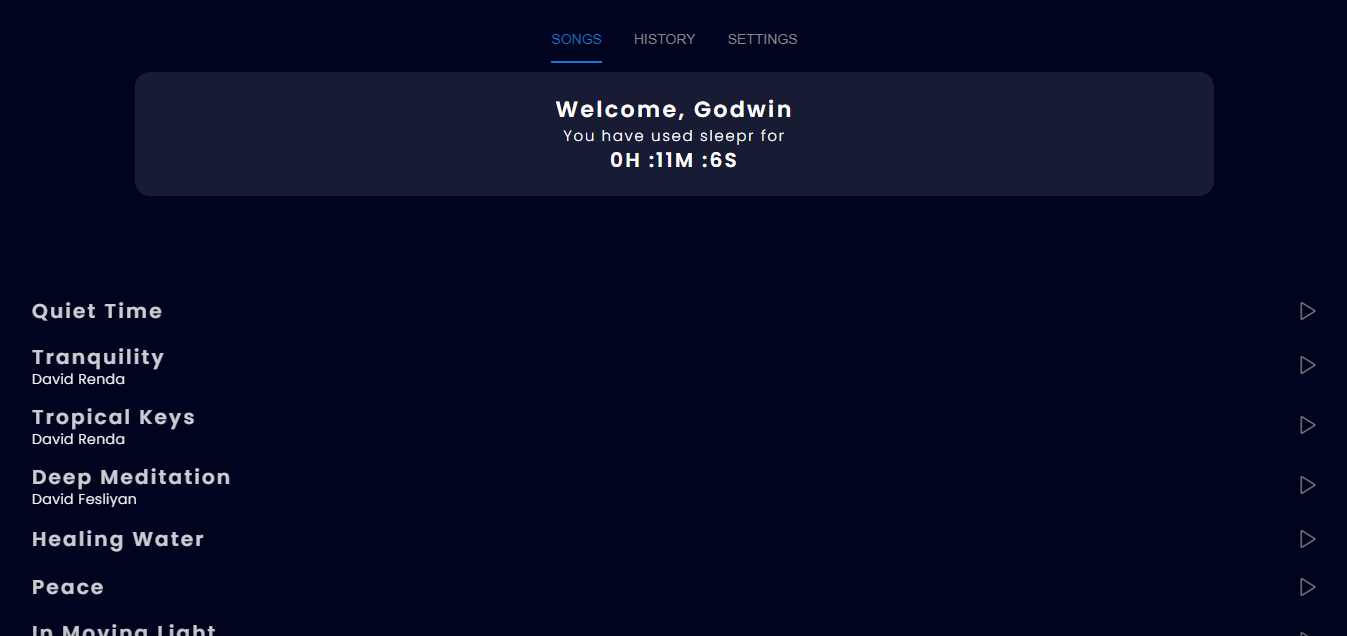 SONGS HISTORY SETTINGS
Welcome, Godwin
You have used sleepr for
0H :11M :6S
Quiet Time
Tranquility
David Renda
Tropical Keys
David Renda
Deep Meditation
David Fesliyan
Healing Water
Peace
In Moving Light